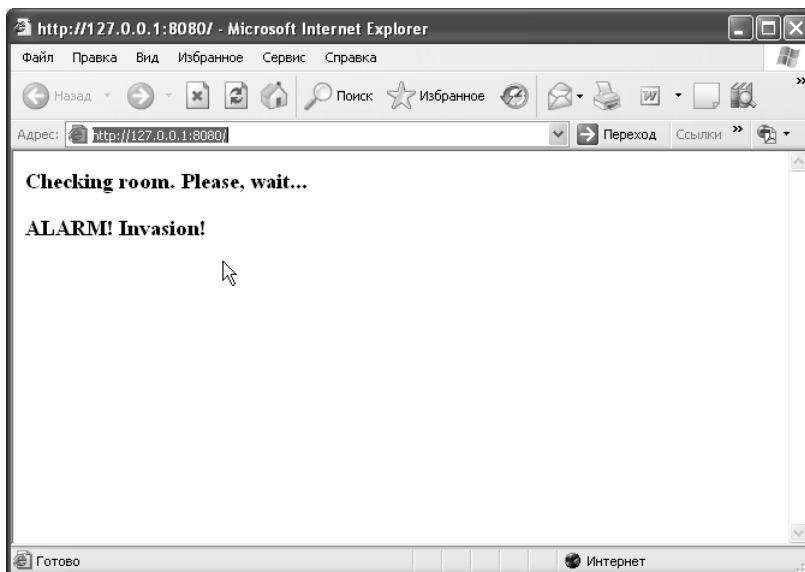 http://127.0.0.1:8080/ - Microsoft Internet Explorer
Файл Правка Вид Избранное Сервис Справка
Назад Поиск Избранное W »
Адрес: http://127.0.0.1:8080/ Переход Ссылки »
Checking room. Please, wait...
ALARM! Invasion!
Готово Интернет